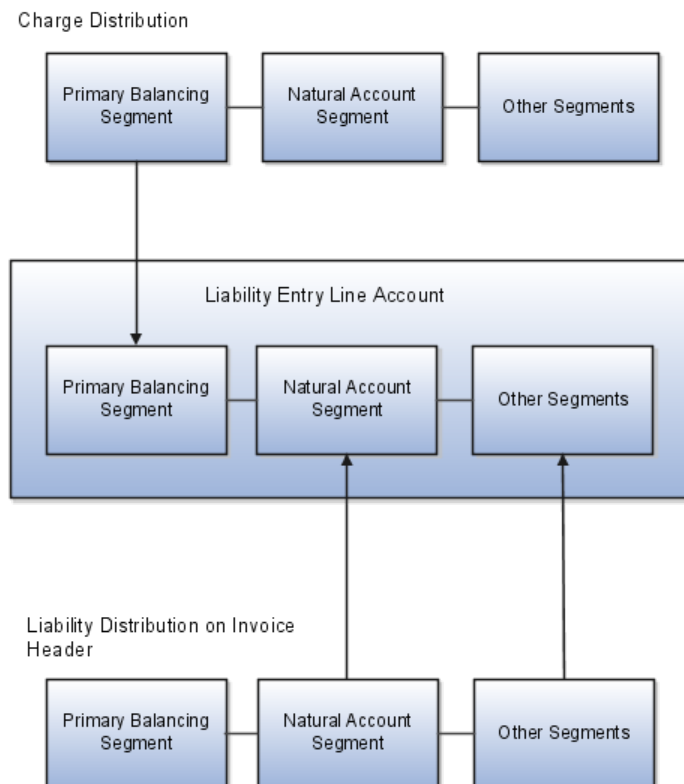 Charge Distribution
Primary Balancing
Segment
Natural Account
Segment
Other Segments
Liability Entry Line Account
Primary Balancing
Segment
Natural Account
Segment
Other Segments
Liability Distribution on Invoice
Header
Primary Balancing
Segment
Natural Account
Segment
Other Segments